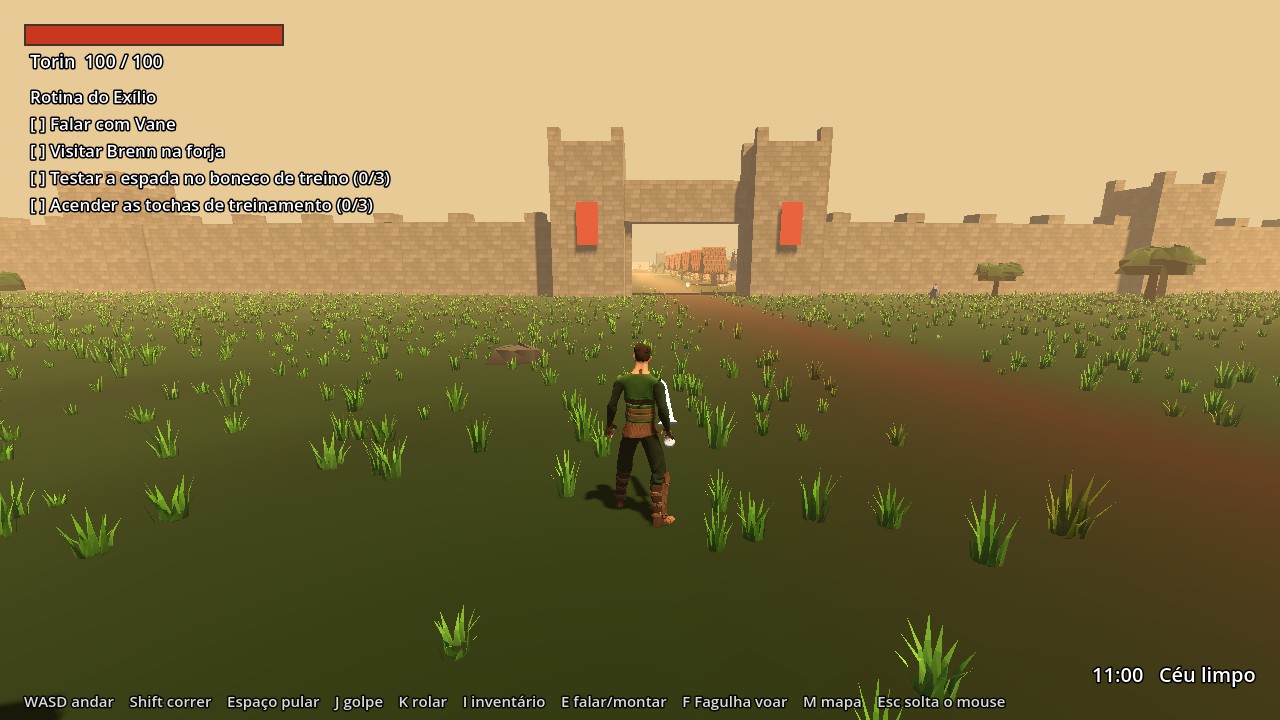 Torin 100 / 100
Rotina do Exílio
[ ] Falar com Vane
[ ] Visitar Brenn na forja
[ ] Testar a espada no boneco de treino (0/3)
[ ] Acender as tochas de treinamento (0/3)
11:00 Céu limpo
WASD andar Shift correr Espaço pular J golpe K rolar I inventário E falar/montar F Fagulha voar M mapa Esc solta o mouse